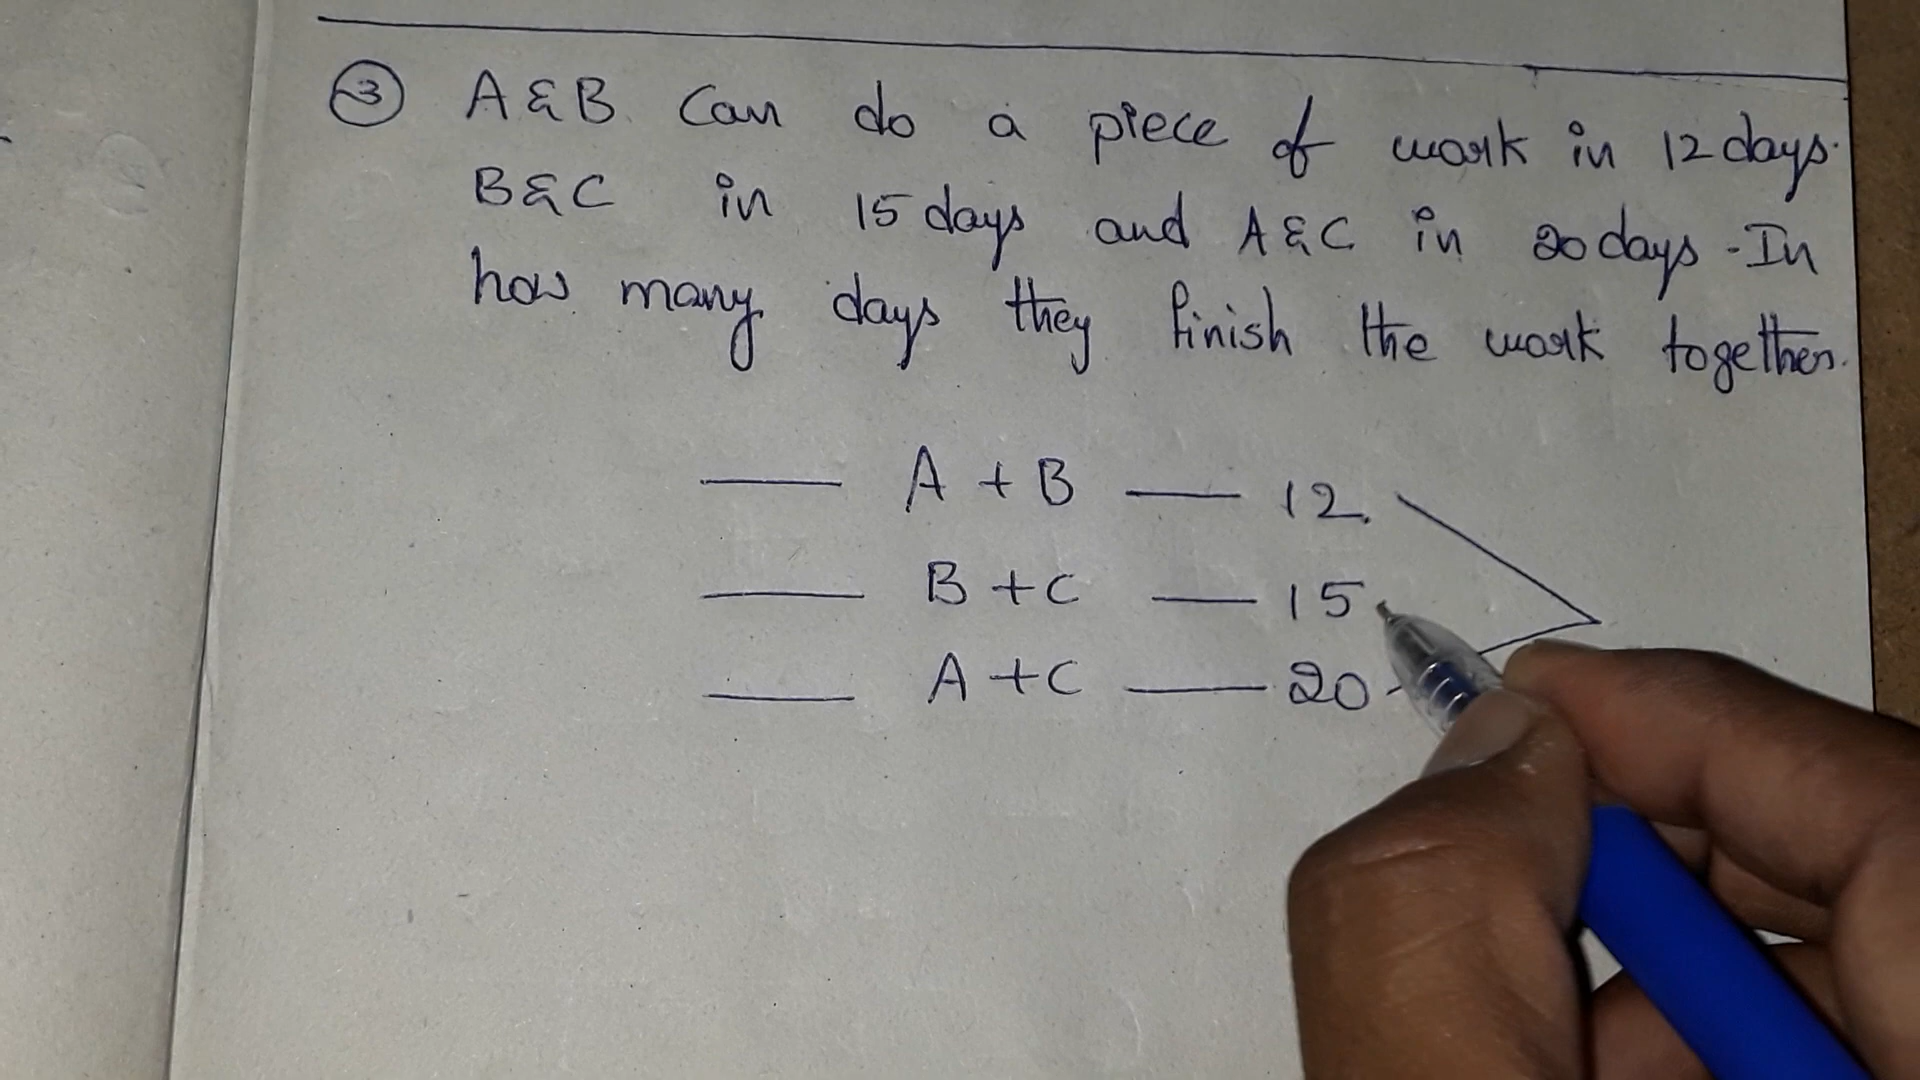 3 A & B Can do a piece of work in 12 days.
B & C in 15 days and A & C in 20 days - In
how many days they finish the work together.
— A + B — 12.
— B + C — 15
— A + C — 20